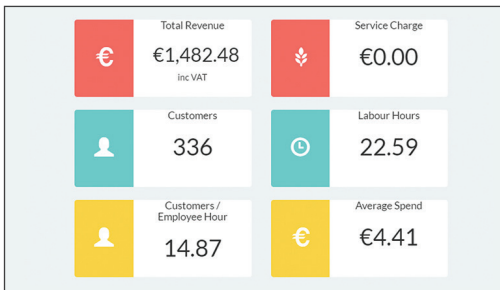 Total Revenue
€1,482.48
inc VAT
Service Charge
€0.00
Customers
336
Labour Hours
22.59
Customers /
Employee Hour
14.87
Average Spend
€4.41